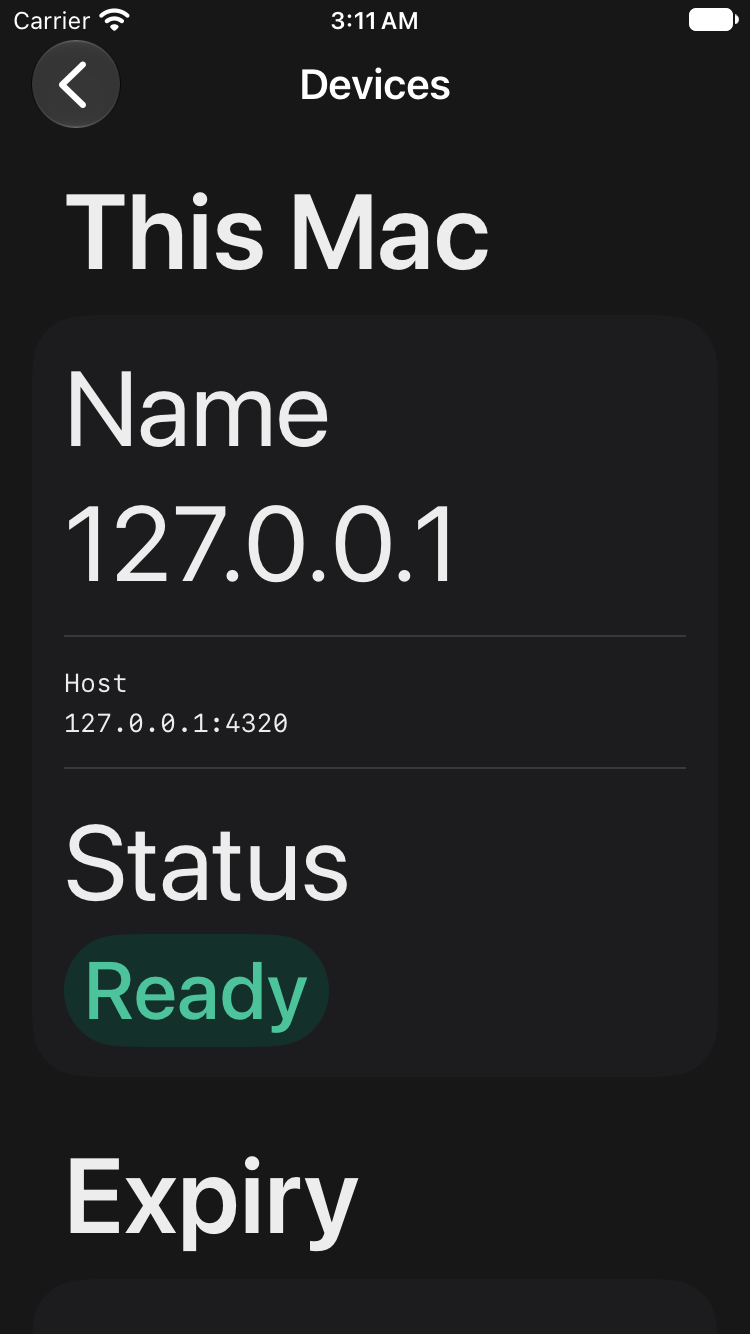 Carrier 3:11 AM
Devices
This Mac
Name
127.0.0.1
Host
127.0.0.1:4320
Status
Ready
Expiry